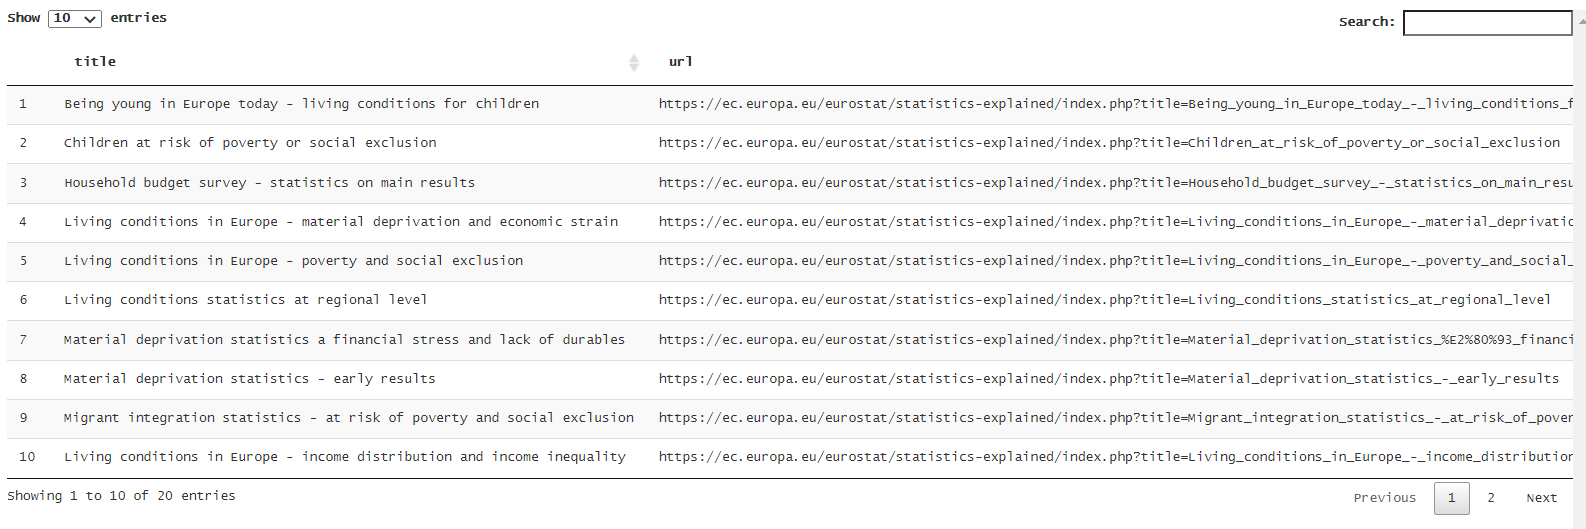 Show 10 entries Search:
title url
1 Being young in Europe today - living conditions for children https://ec.europa.eu/eurostat/statistics-explained/index.php?title=Being_young_in_Europe_today_-_living_conditions_f
2 Children at risk of poverty or social exclusion https://ec.europa.eu/eurostat/statistics-explained/index.php?title=Children_at_risk_of_poverty_or_social_exclusion
3 Household budget survey - statistics on main results https://ec.europa.eu/eurostat/statistics-explained/index.php?title=Household_budget_survey_-_statistics_on_main_resu
4 Living conditions in Europe - material deprivation and economic strain https://ec.europa.eu/eurostat/statistics-explained/index.php?title=Living_conditions_in_Europe_-_material_deprivatio
5 Living conditions in Europe - poverty and social exclusion https://ec.europa.eu/eurostat/statistics-explained/index.php?title=Living_conditions_in_Europe_-_poverty_and_social_
6 Living conditions statistics at regional level https://ec.europa.eu/eurostat/statistics-explained/index.php?title=Living_conditions_statistics_at_regional_level
7 Material deprivation statistics a financial stress and lack of durables https://ec.europa.eu/eurostat/statistics-explained/index.php?title=Material_deprivation_statistics_%E2%80%93_financi
8 Material deprivation statistics - early results https://ec.europa.eu/eurostat/statistics-explained/index.php?title=Material_deprivation_statistics_-_early_results
9 Migrant integration statistics - at risk of poverty and social exclusion https://ec.europa.eu/eurostat/statistics-explained/index.php?title=Migrant_integration_statistics_-_at_risk_of_pover
10 Living conditions in Europe - income distribution and income inequality https://ec.europa.eu/eurostat/statistics-explained/index.php?title=Living_conditions_in_Europe_-_income_distribution
Showing 1 to 10 of 20 entries Previous 1 2 Next